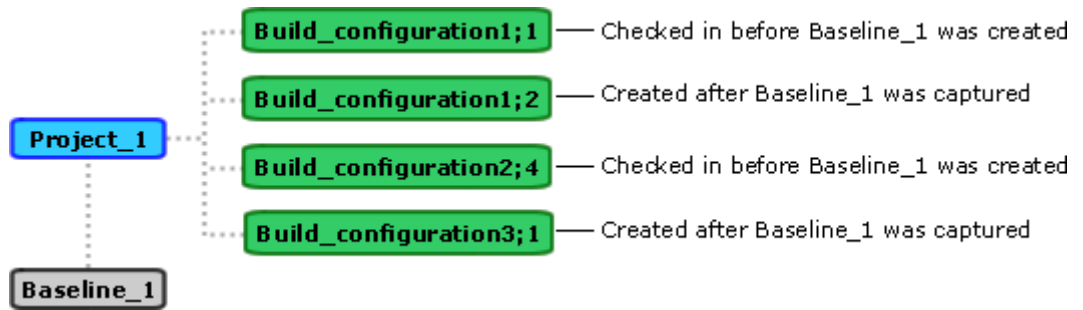 Build_configuration1;1 Checked in before Baseline_1 was created
Build_configuration1;2 Created after Baseline_1 was captured
Project_1
Build_configuration2;4 Checked in before Baseline_1 was created
Build_configuration3;1 Created after Baseline_1 was captured
Baseline_1